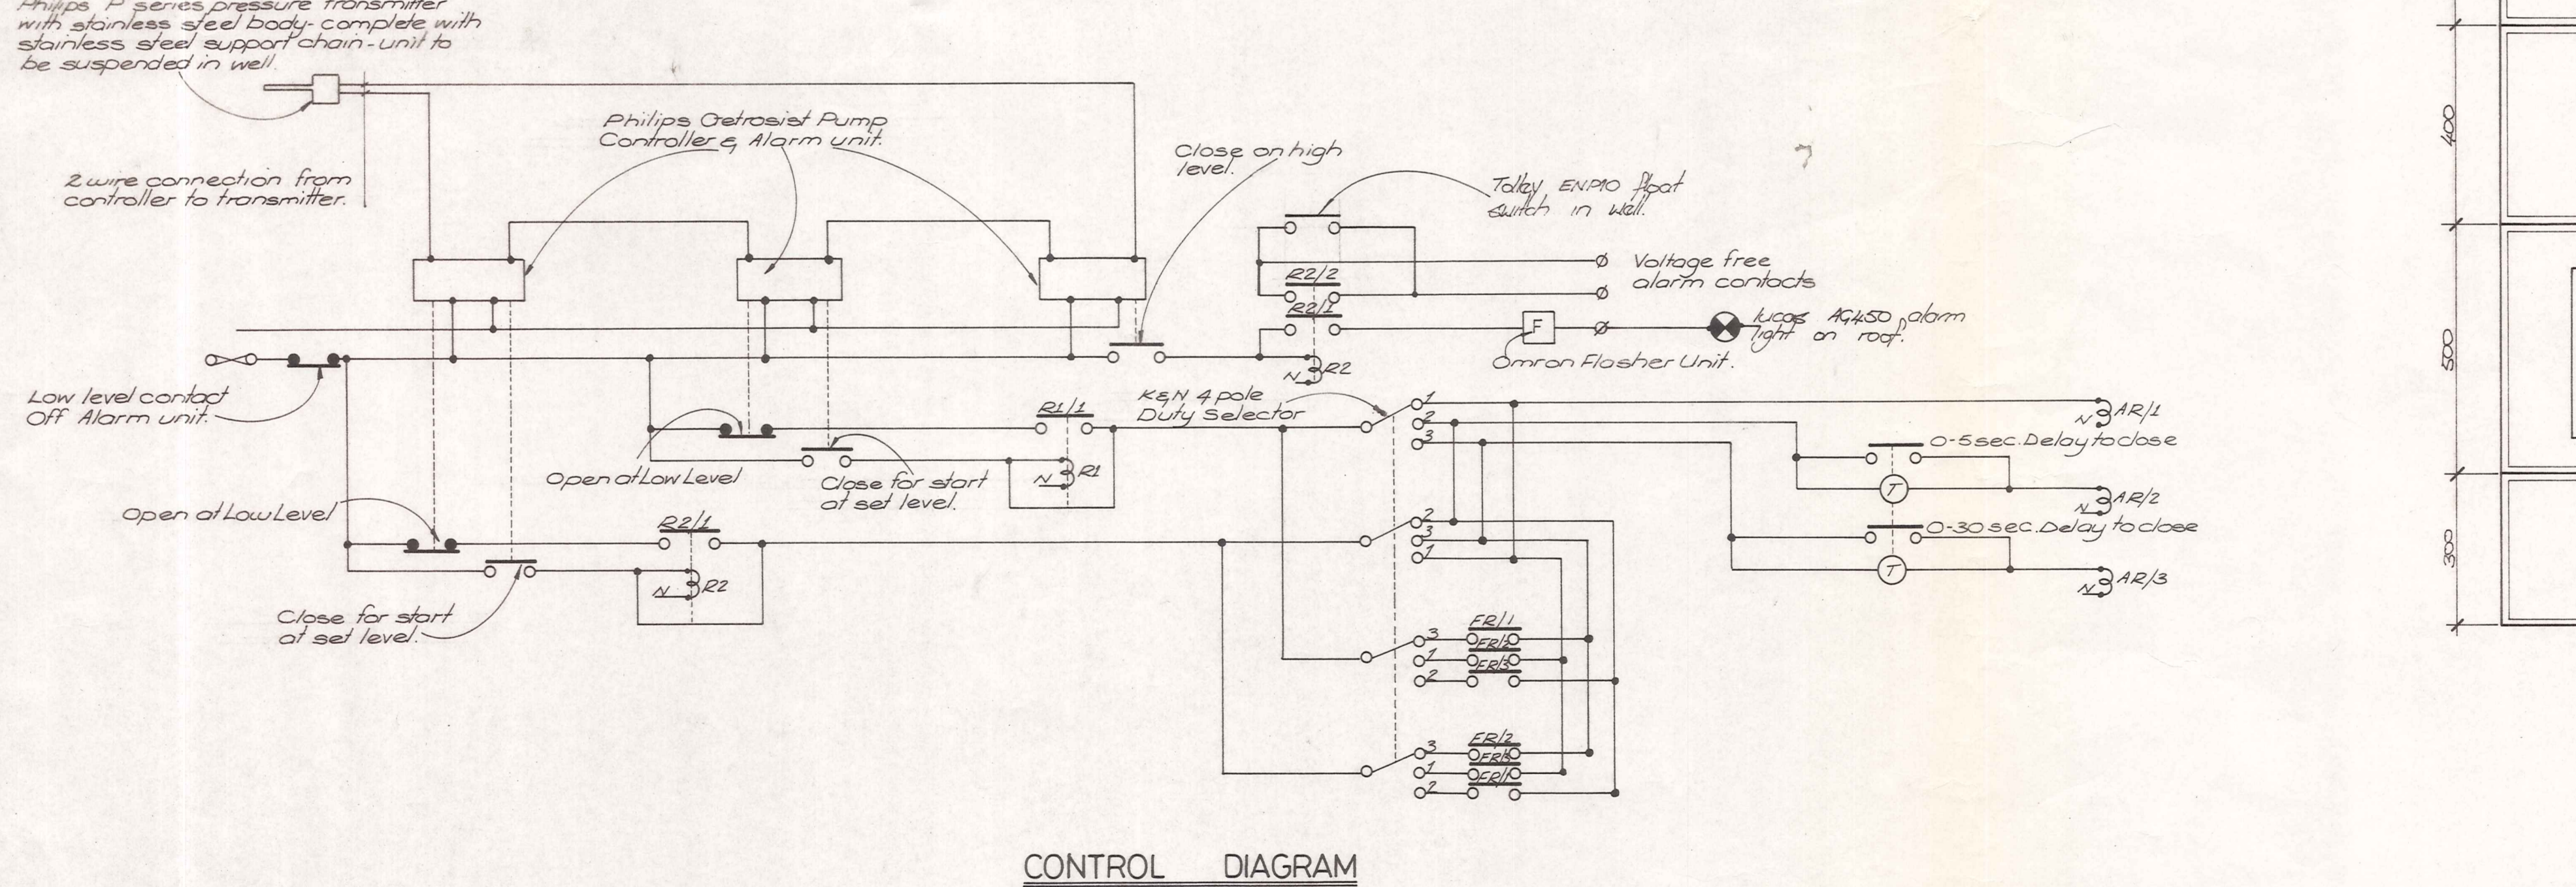 Philips P series pressure transmitter
with stainless steel body-complete with
stainless steel support chain-unit to
be suspended in well.
2 wire connection from
controller to transmitter.
Philips Getrosist Pump
Controller & Alarm unit.
Close on high
level.
ENP10 float
switch in well.
Voltage free
alarm contacts
R2/2
R2/1
F
lucas AG450 alarm
light on roof.
Omron Flasher Unit.
N
R2
Low level contact
Off Alarm unit.
K&N 4 pole
Duty Selector
R1/1
1
2
3
N
AR/1
0-5 sec. Delay to close
Open at Low Level
Close for start
at set level.
N
R1
T
N
AR/2
0-30 sec. Delay to close
Open at Low Level
R2/1
2
3
1
T
N
AR/3
N
R2
Close for start
at set level.
3
FR/1
1
FR/2
2
FR/3
3
FR/2
1
2
FR/1
400
500
300
CONTROL DIAGRAM